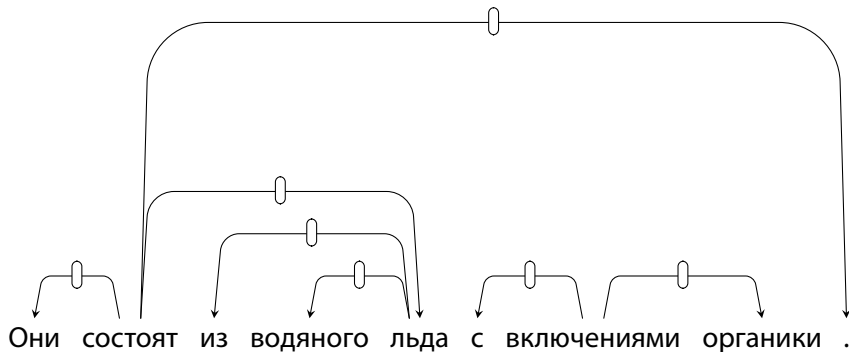 Они состоят из водяного льда с включениями органики .